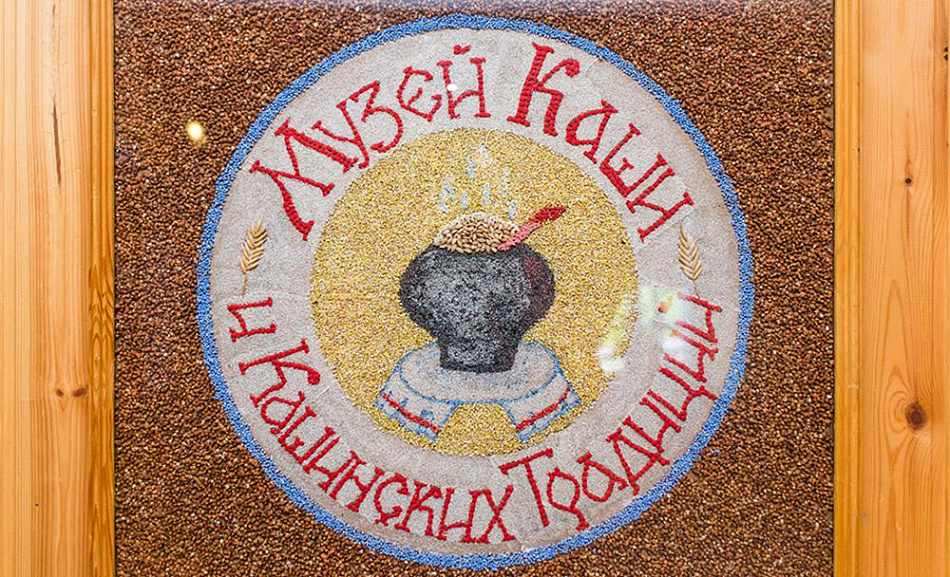 Музей Каши
и Кашинских Традиций